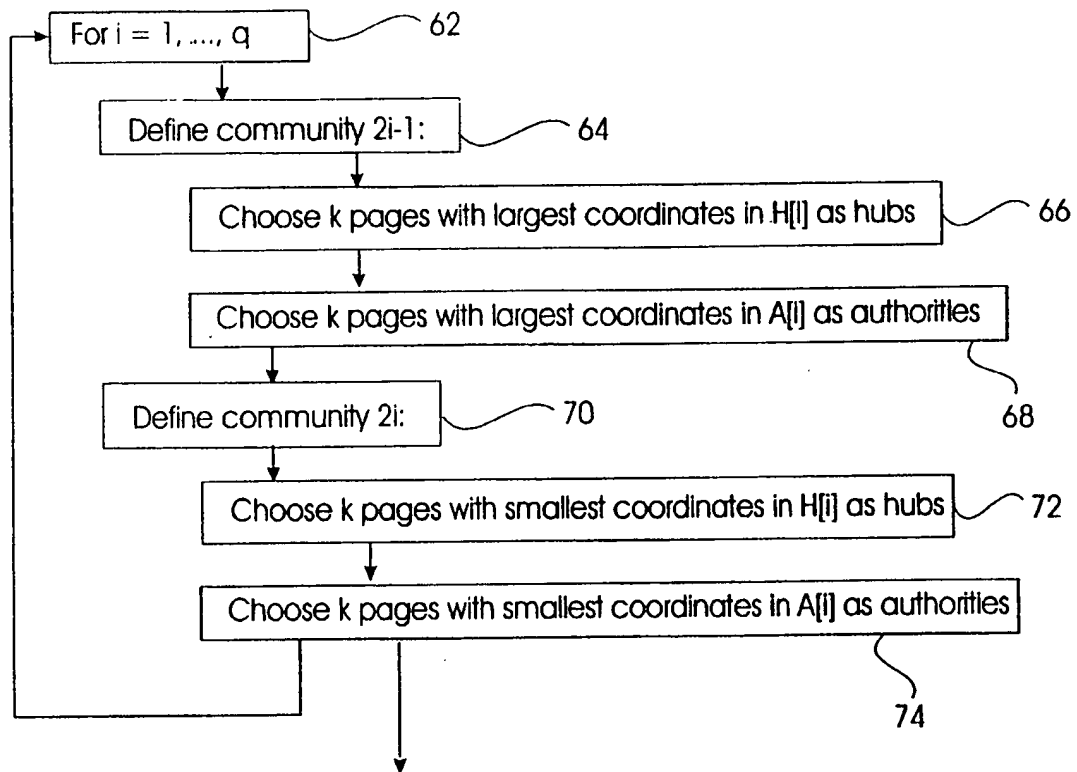 For i = 1, ...., q
62
Define community 2i-1:
64
Choose k pages with largest coordinates in H[I] as hubs
66
Choose k pages with largest coordinates in A[I] as authorities
68
Define community 2i:
70
Choose k pages with smallest coordinates in H[i] as hubs
72
Choose k pages with smallest coordinates in A[i] as authorities
74